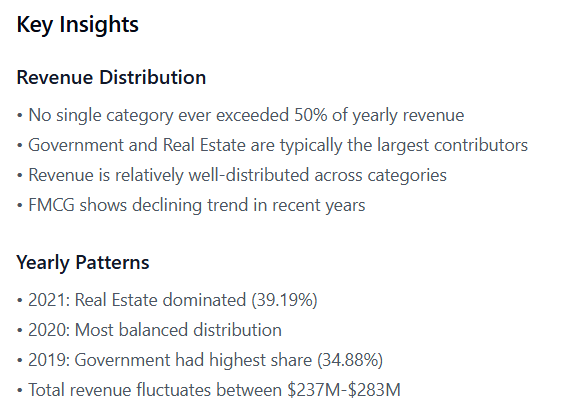 Key Insights
Revenue Distribution
• No single category ever exceeded 50% of yearly revenue
• Government and Real Estate are typically the largest contributors
• Revenue is relatively well-distributed across categories
• FMCG shows declining trend in recent years
Yearly Patterns
• 2021: Real Estate dominated (39.19%)
• 2020: Most balanced distribution
• 2019: Government had highest share (34.88%)
• Total revenue fluctuates between $237M-$283M